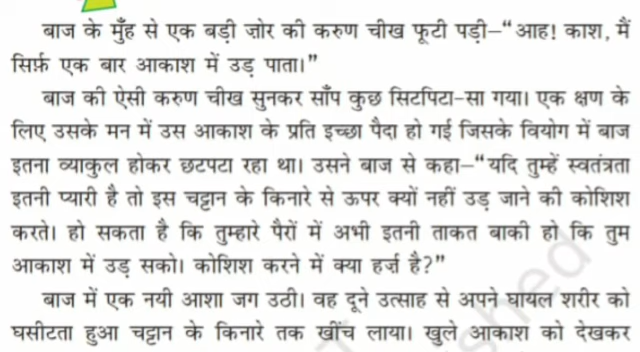 बाज के मुँह से एक बड़ी ज़ोर की करुण चीख फूटी पड़ी–“आह! काश, मैं
सिर्फ़ एक बार आकाश में उड़ पाता।”
बाज की ऐसी करुण चीख सुनकर साँप कुछ सिटपिटा-सा गया। एक क्षण के
लिए उसके मन में उस आकाश के प्रति इच्छा पैदा हो गई जिसके वियोग में बाज
इतना व्याकुल होकर छटपटा रहा था। उसने बाज से कहा–“यदि तुम्हें स्वतंत्रता
इतनी प्यारी है तो इस चट्टान के किनारे से ऊपर क्यों नहीं उड़ जाने की कोशिश
करते। हो सकता है कि तुम्हारे पैरों में अभी इतनी ताकत बाकी हो कि तुम
आकाश में उड़ सको। कोशिश करने में क्या हर्ज़ है?”
बाज में एक नयी आशा जग उठी। वह दूने उत्साह से अपने घायल शरीर को
घसीटता हुआ चट्टान के किनारे तक खींच लाया। खुले आकाश को देखकर